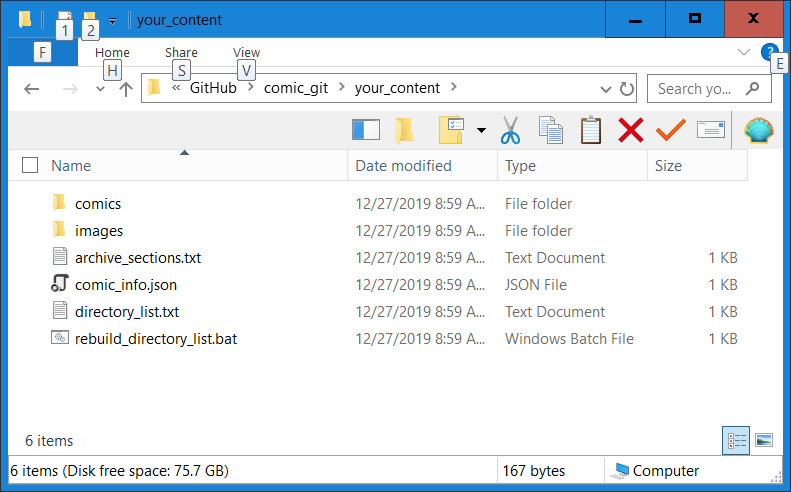 1 2 your_content
F Home Share View ?
H S V E
« GitHub > comic_git > your_content > Search yo...
Name Date modified Type Size
comics 12/27/2019 8:59 A... File folder
images 12/27/2019 8:59 A... File folder
archive_sections.txt 12/27/2019 8:59 A... Text Document 1 KB
comic_info.json 12/27/2019 8:59 A... JSON File 1 KB
directory_list.txt 12/27/2019 8:59 A... Text Document 1 KB
rebuild_directory_list.bat 12/27/2019 8:59 A... Windows Batch File 1 KB
6 items
6 items (Disk free space: 75.7 GB) 167 bytes Computer